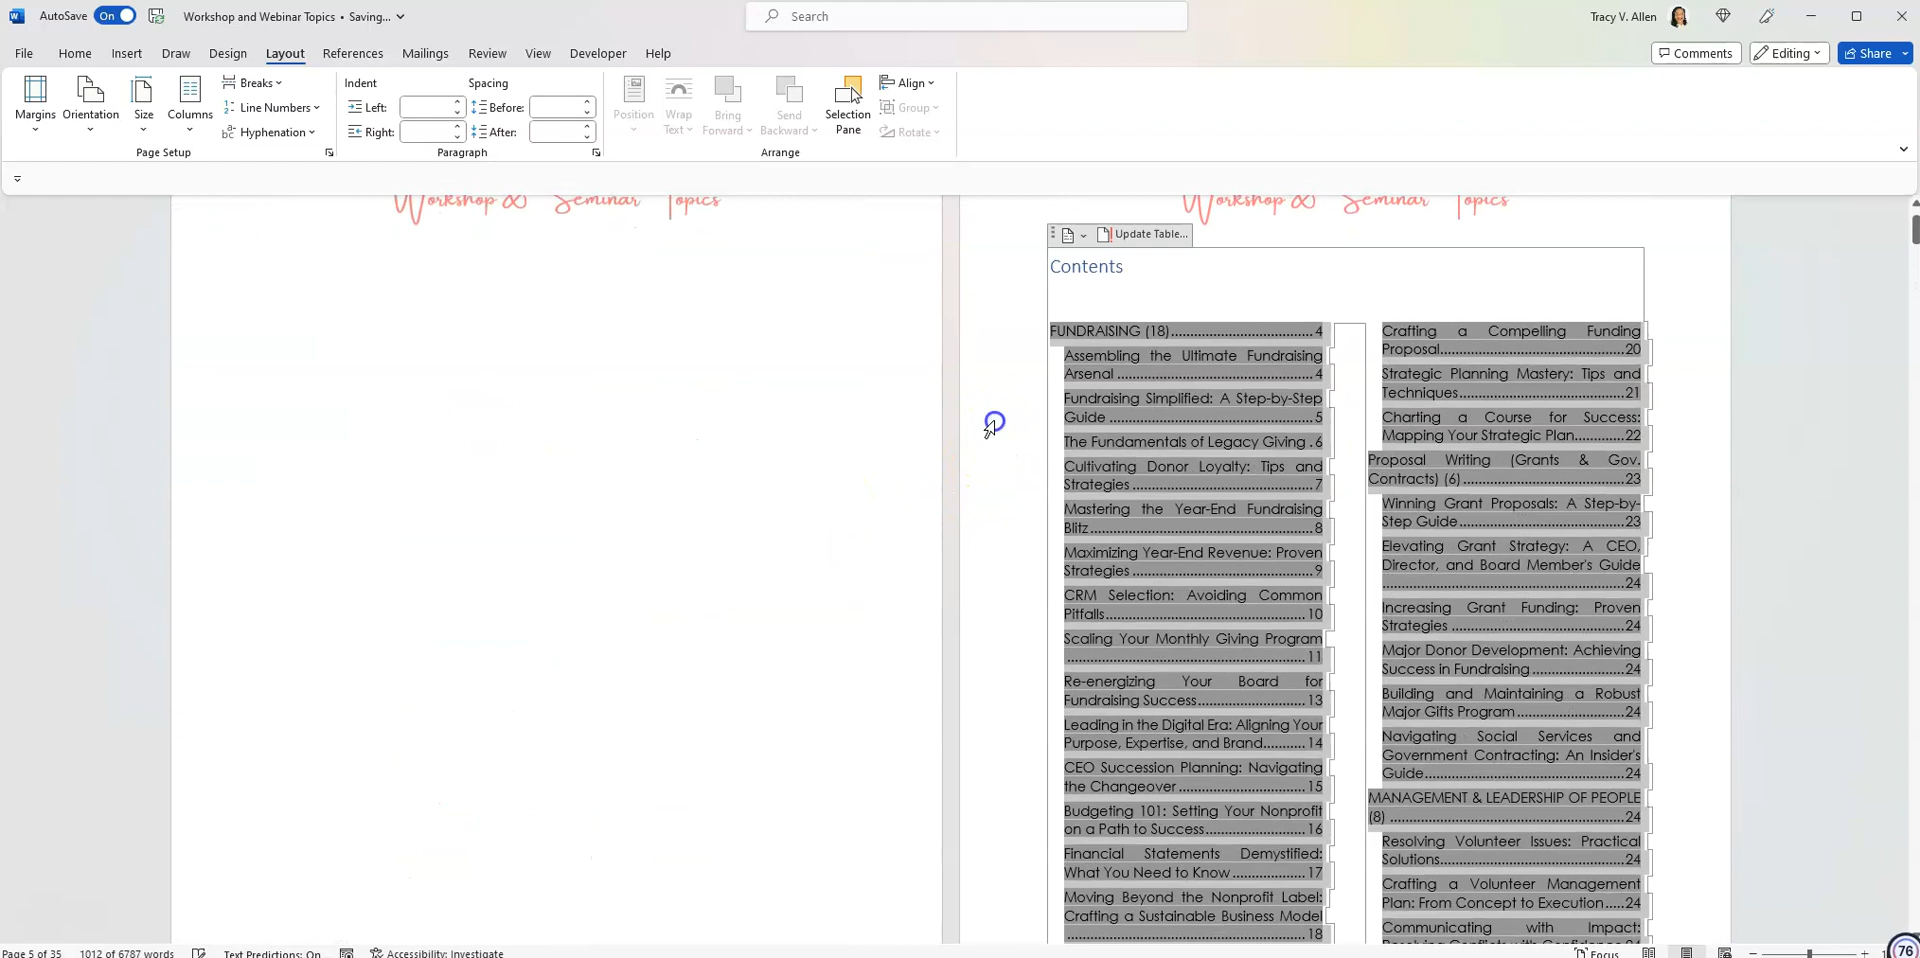 AutoSave On Workshop and Webinar Topics • Saving... Search Tracy V. Allen
File Home Insert Draw Design Layout References Mailings Review View Developer Help Comments Editing Share
Margins Orientation Size Columns
Breaks
Line Numbers
Hyphenation
Page Setup
Indent Spacing
Left: Before:
Right: After:
Paragraph
Position Wrap Text Bring Forward Send Backward Selection Pane
Align
Group
Rotate
Arrange
Workshop & Seminar Topics
Workshop & Seminar Topics
Update Table...
Contents
FUNDRAISING (18)....................................... 4
Assembling the Ultimate Fundraising
Arsenal ................................................ 4
Fundraising Simplified: A Step-by-Step
Guide .................................................. 5
The Fundamentals of Legacy Giving . 6
Cultivating Donor Loyalty: Tips and
Strategies ............................................. 7
Mastering the Year-End Fundraising
Blitz ...................................................... 8
Maximizing Year-End Revenue: Proven
Strategies ............................................. 9
CRM Selection: Avoiding Common
Pitfalls................................................. 10
Scaling Your Monthly Giving Program
........................................................ 11
Re-energizing Your Board for
Fundraising Success.......................... 13
Leading in the Digital Era: Aligning Your
Purpose, Expertise, and Brand........... 14
CEO Succession Planning: Navigating
the Changeover .............................. 15
Budgeting 101: Setting Your Nonprofit
on a Path to Success........................ 16
Financial Statements Demystified:
What You Need to Know .................. 17
Moving Beyond the Nonprofit Label:
Crafting a Sustainable Business Model
........................................................ 18
Crafting a Compelling Funding
Proposal............................................. 20
Strategic Planning Mastery: Tips and
Techniques........................................ 21
Charting a Course for Success:
Mapping Your Strategic Plan............. 22
Proposal Writing (Grants & Gov.
Contracts) (6) ........................................ 23
Winning Grant Proposals: A Step-by-
Step Guide ........................................ 23
Elevating Grant Strategy: A CEO,
Director, and Board Member's Guide
........................................................ 24
Increasing Grant Funding: Proven
Strategies .......................................... 24
Major Donor Development: Achieving
Success in Fundraising ...................... 24
Building and Maintaining a Robust
Major Gifts Program .......................... 24
Navigating Social Services and
Government Contracting: An Insider's
Guide................................................. 24
MANAGEMENT & LEADERSHIP OF PEOPLE
(8) ......................................................... 24
Resolving Volunteer Issues: Practical
Solutions............................................. 24
Crafting a Volunteer Management
Plan: From Concept to Execution..... 24
Communicating with Impact:
Resolving Conflicts with Confidence 24
Page 5 of 35 1012 of 6787 words Text Predictions: On Accessibility: Investigate Focus 76